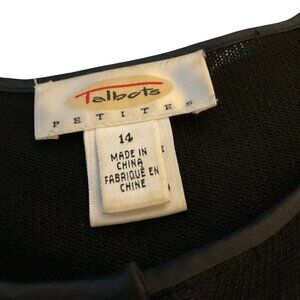 Talbots
PETITES
14
MADE IN
CHINA
FABRIQUÉ EN
CHINE